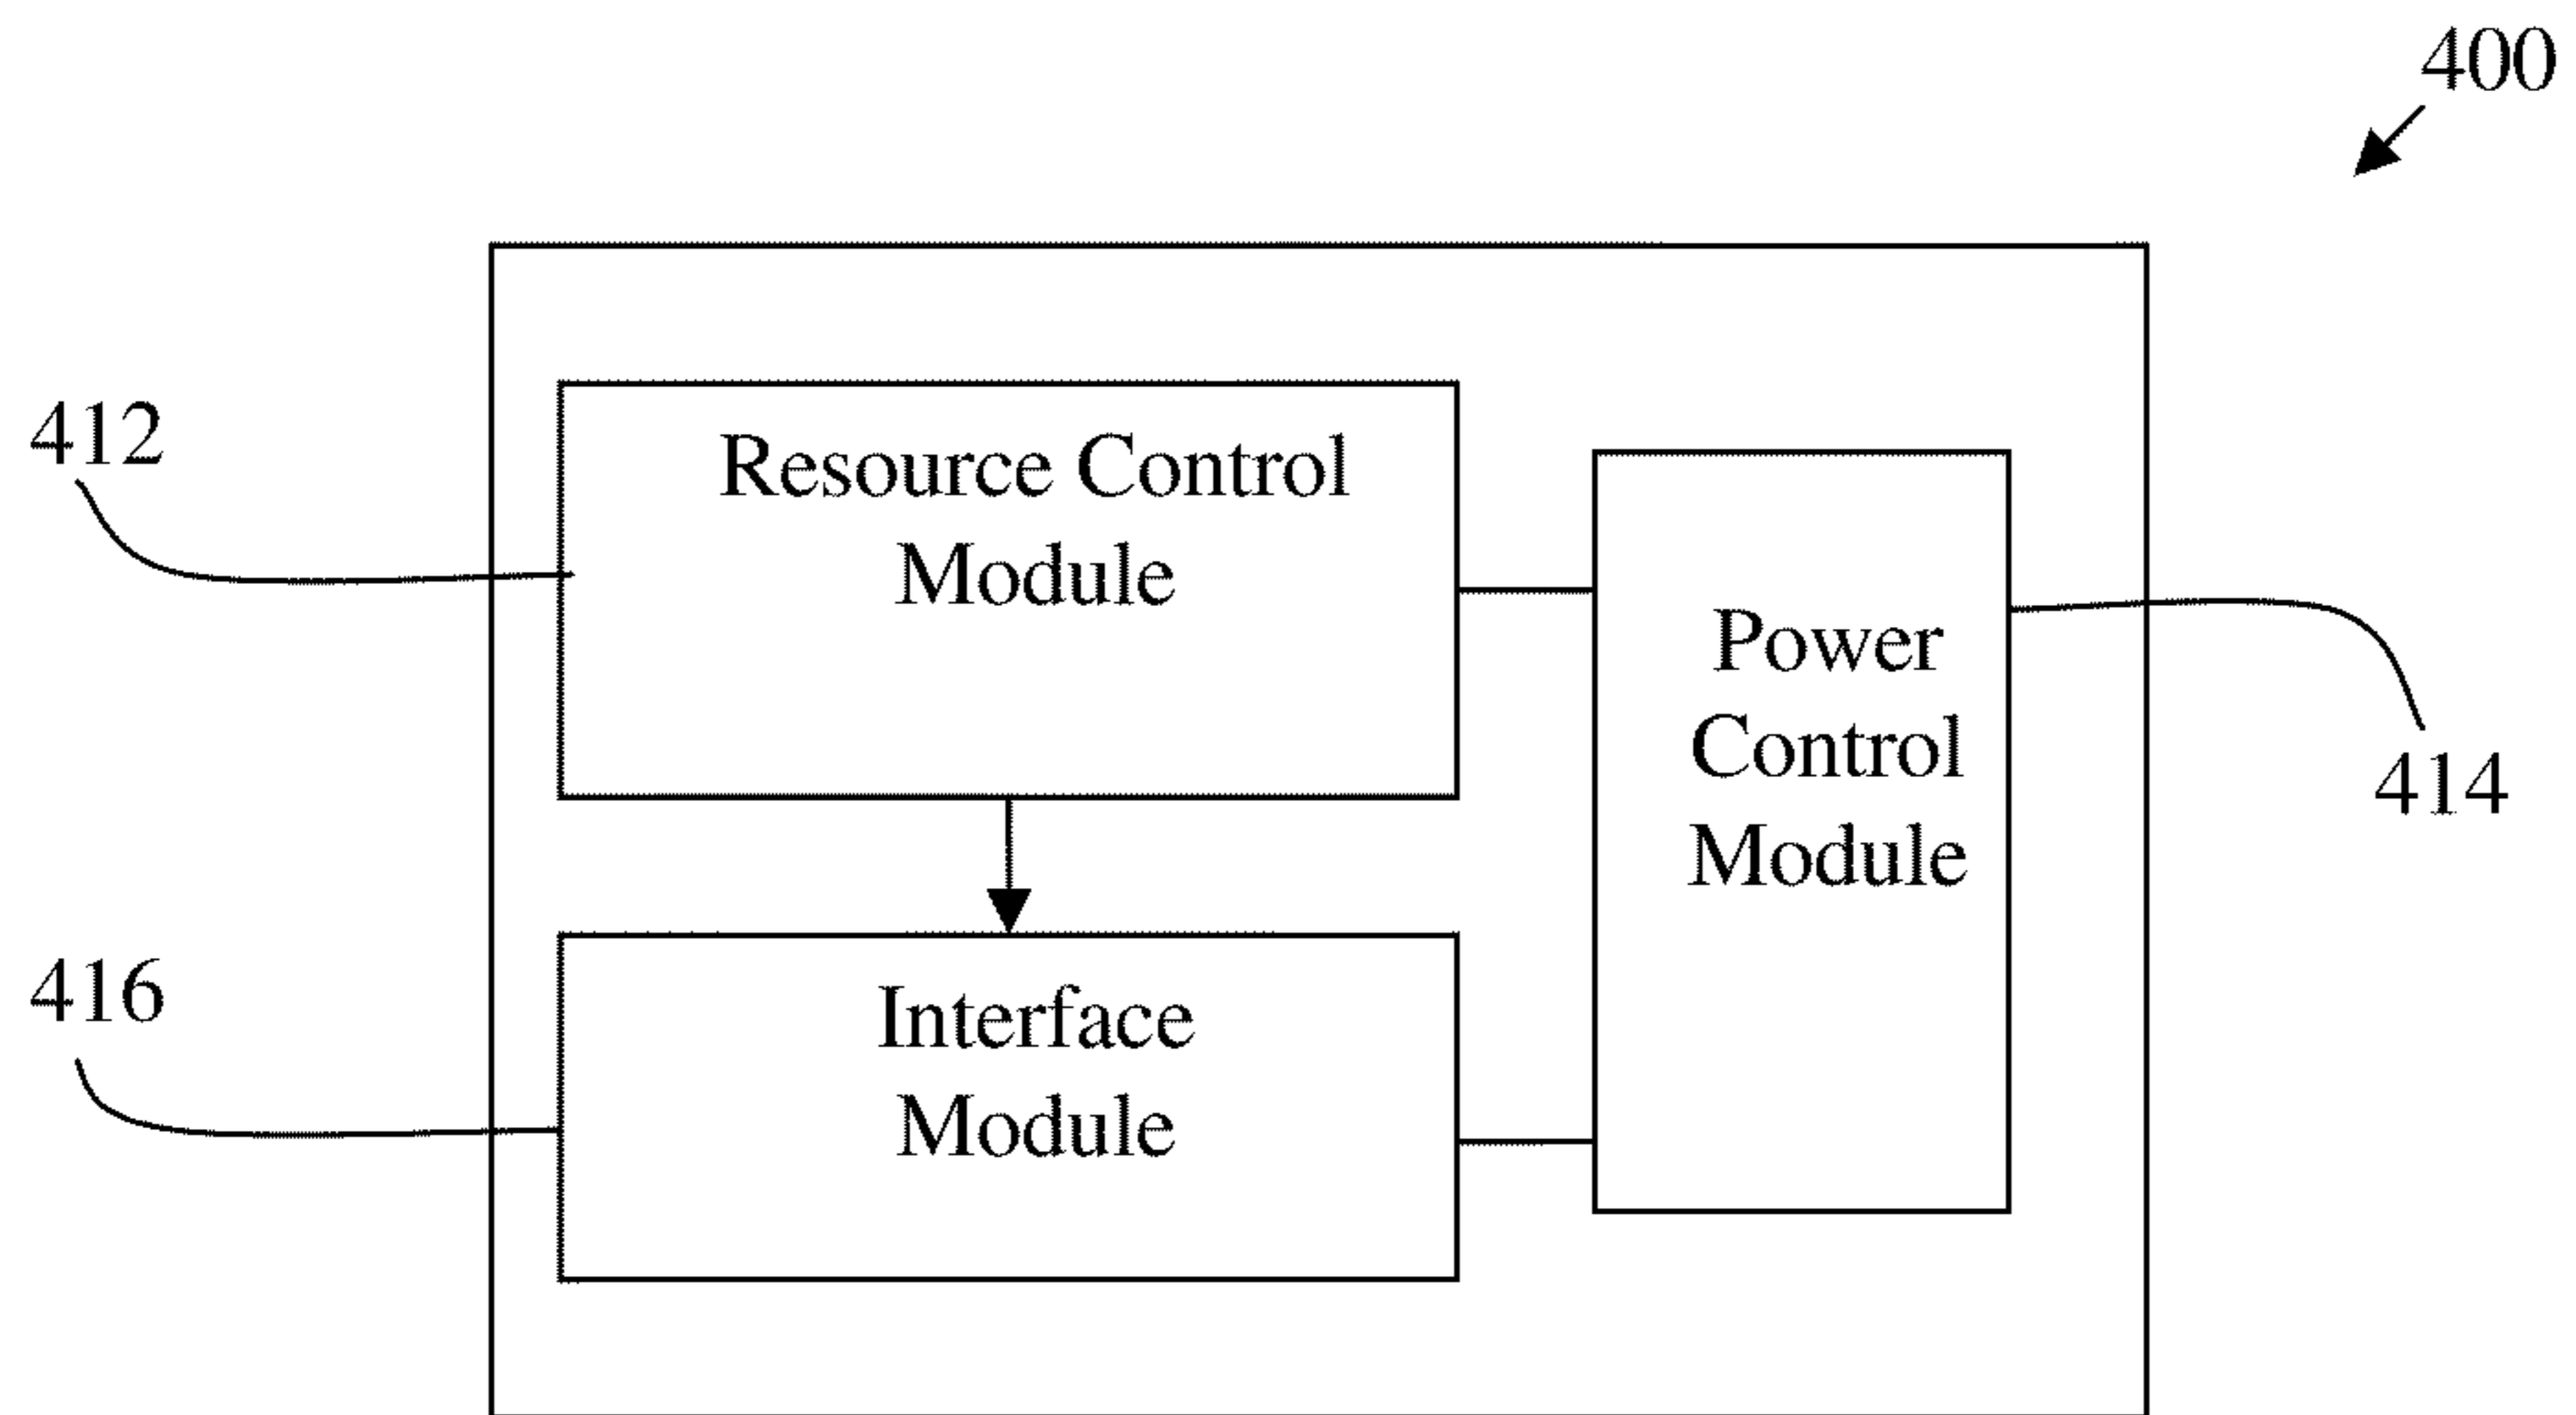 400
412
Resource Control
Module
Power
Control
Module
414
416
Interface
Module